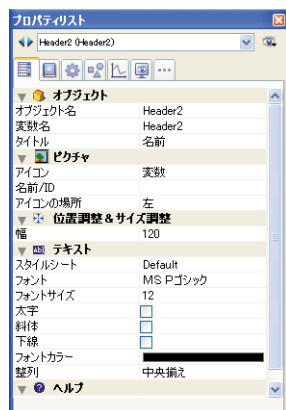 プロパティリスト
Header2 (Header2)
オブジェクト
オブジェクト名 Header2
変数名 Header2
タイトル 名前
ピクチャ
アイコン 変数
名前/ID
アイコンの場所 左
位置調整&サイズ調整
幅 120
Abj テキスト
スタイルシート Default
フォント MS Pゴシック
フォントサイズ 12
太字
斜体
下線
フォントカラー
整列 中央揃え
ヘルプ